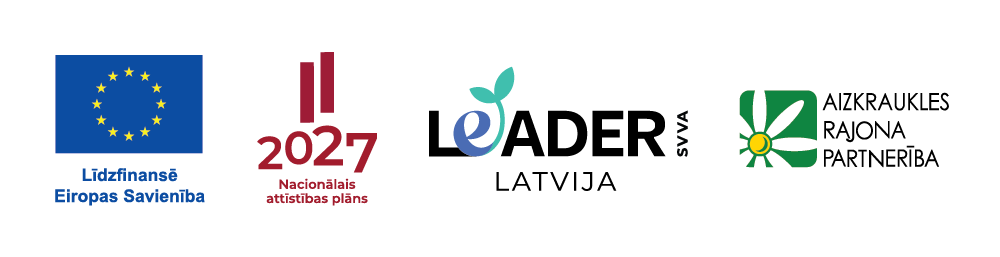 Līdzfinansē
Eiropas Savienība
2027
Nacionālais
attīstības plāns
LeADER
SVVA
LATVIJA
AIZKRAUKLES
RAJONA
PARTNERĪBA